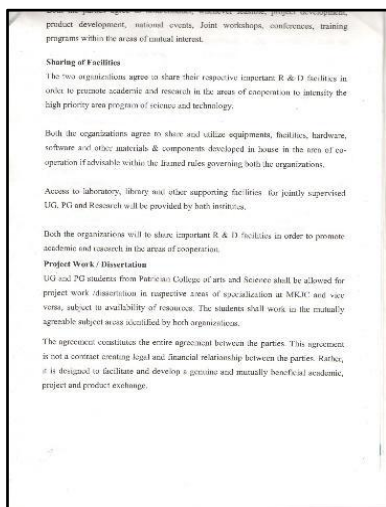 Both the parties agree to whenever feasible, project development,
product development, national events, Joint workshops, conferences, training
programs within the areas of mutual interest.
Sharing of Facilities
The two organizations agree to share their respective important R & D facilities in
order to promote academic and research in the areas of cooperation to intensity the
high priority area program of science and technology.
Both the organizations agree to share and utilize equipments, facilities, hardware,
software and other materials & components developed in house in the area of co-
operation if advisable within the framed rules governing both the organizations.
Access to laboratory, library and other supporting facilities for jointly supervised
UG, PG and Research will be provided by both institutes.
Both the organizations will to share important R & D facilities in order to promote
academic and research in the areas of cooperation.
Project Work / Dissertation
UG and PG students from Patrician College of arts and Science shall be allowed for
project work /dissertation in respective areas of specialization at MKJC and vice
versa, subject to availability of resources. The students shall work in the mutually
agreeable subject areas identified by both organizations.
The agreement constitutes the entire agreement between the parties. This agreement
is not a contract creating legal and financial relationship between the parties. Rather,
it is designed to facilitate and develop a genuine and mutually beneficial academic,
project and product exchange.